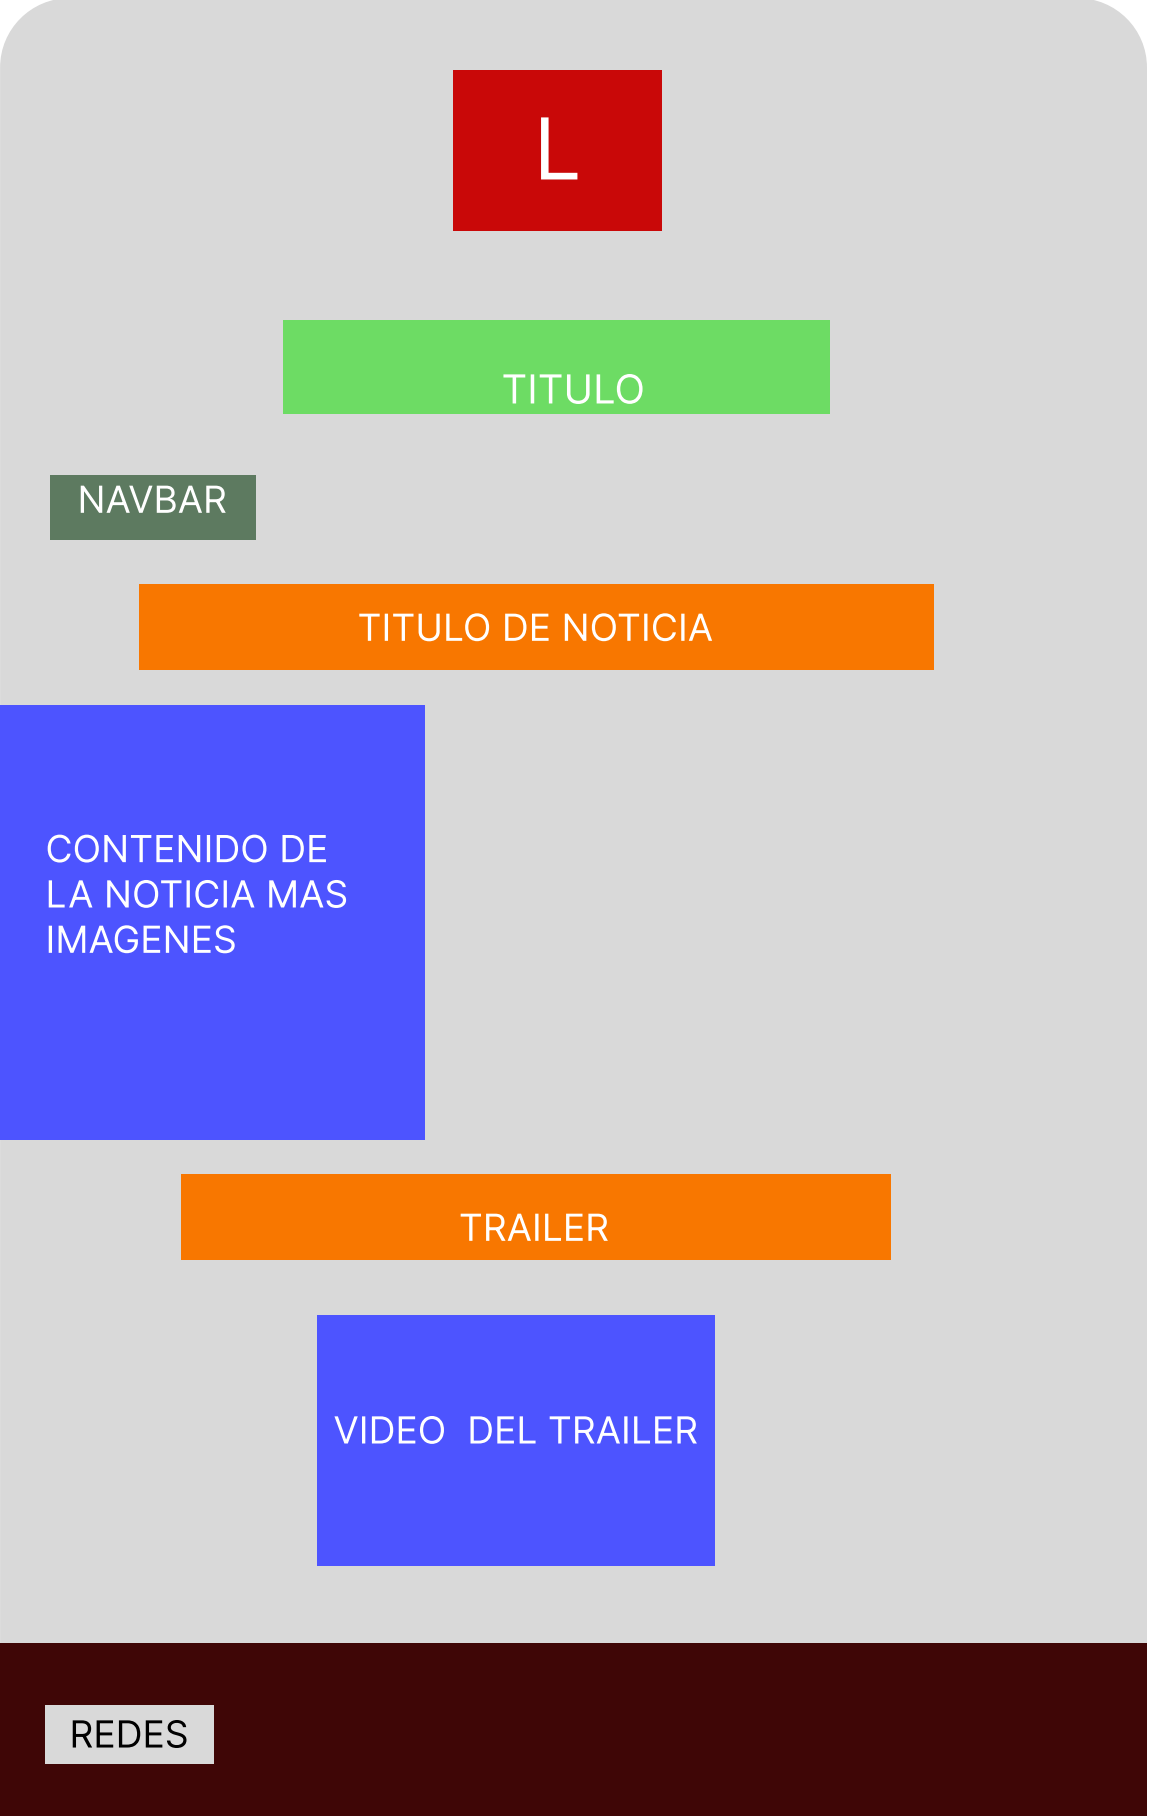 L
TITULO
NAVBAR
TITULO DE NOTICIA
CONTENIDO DE
LA NOTICIA MAS
IMAGENES
TRAILER
VIDEO  DEL TRAILER
REDES